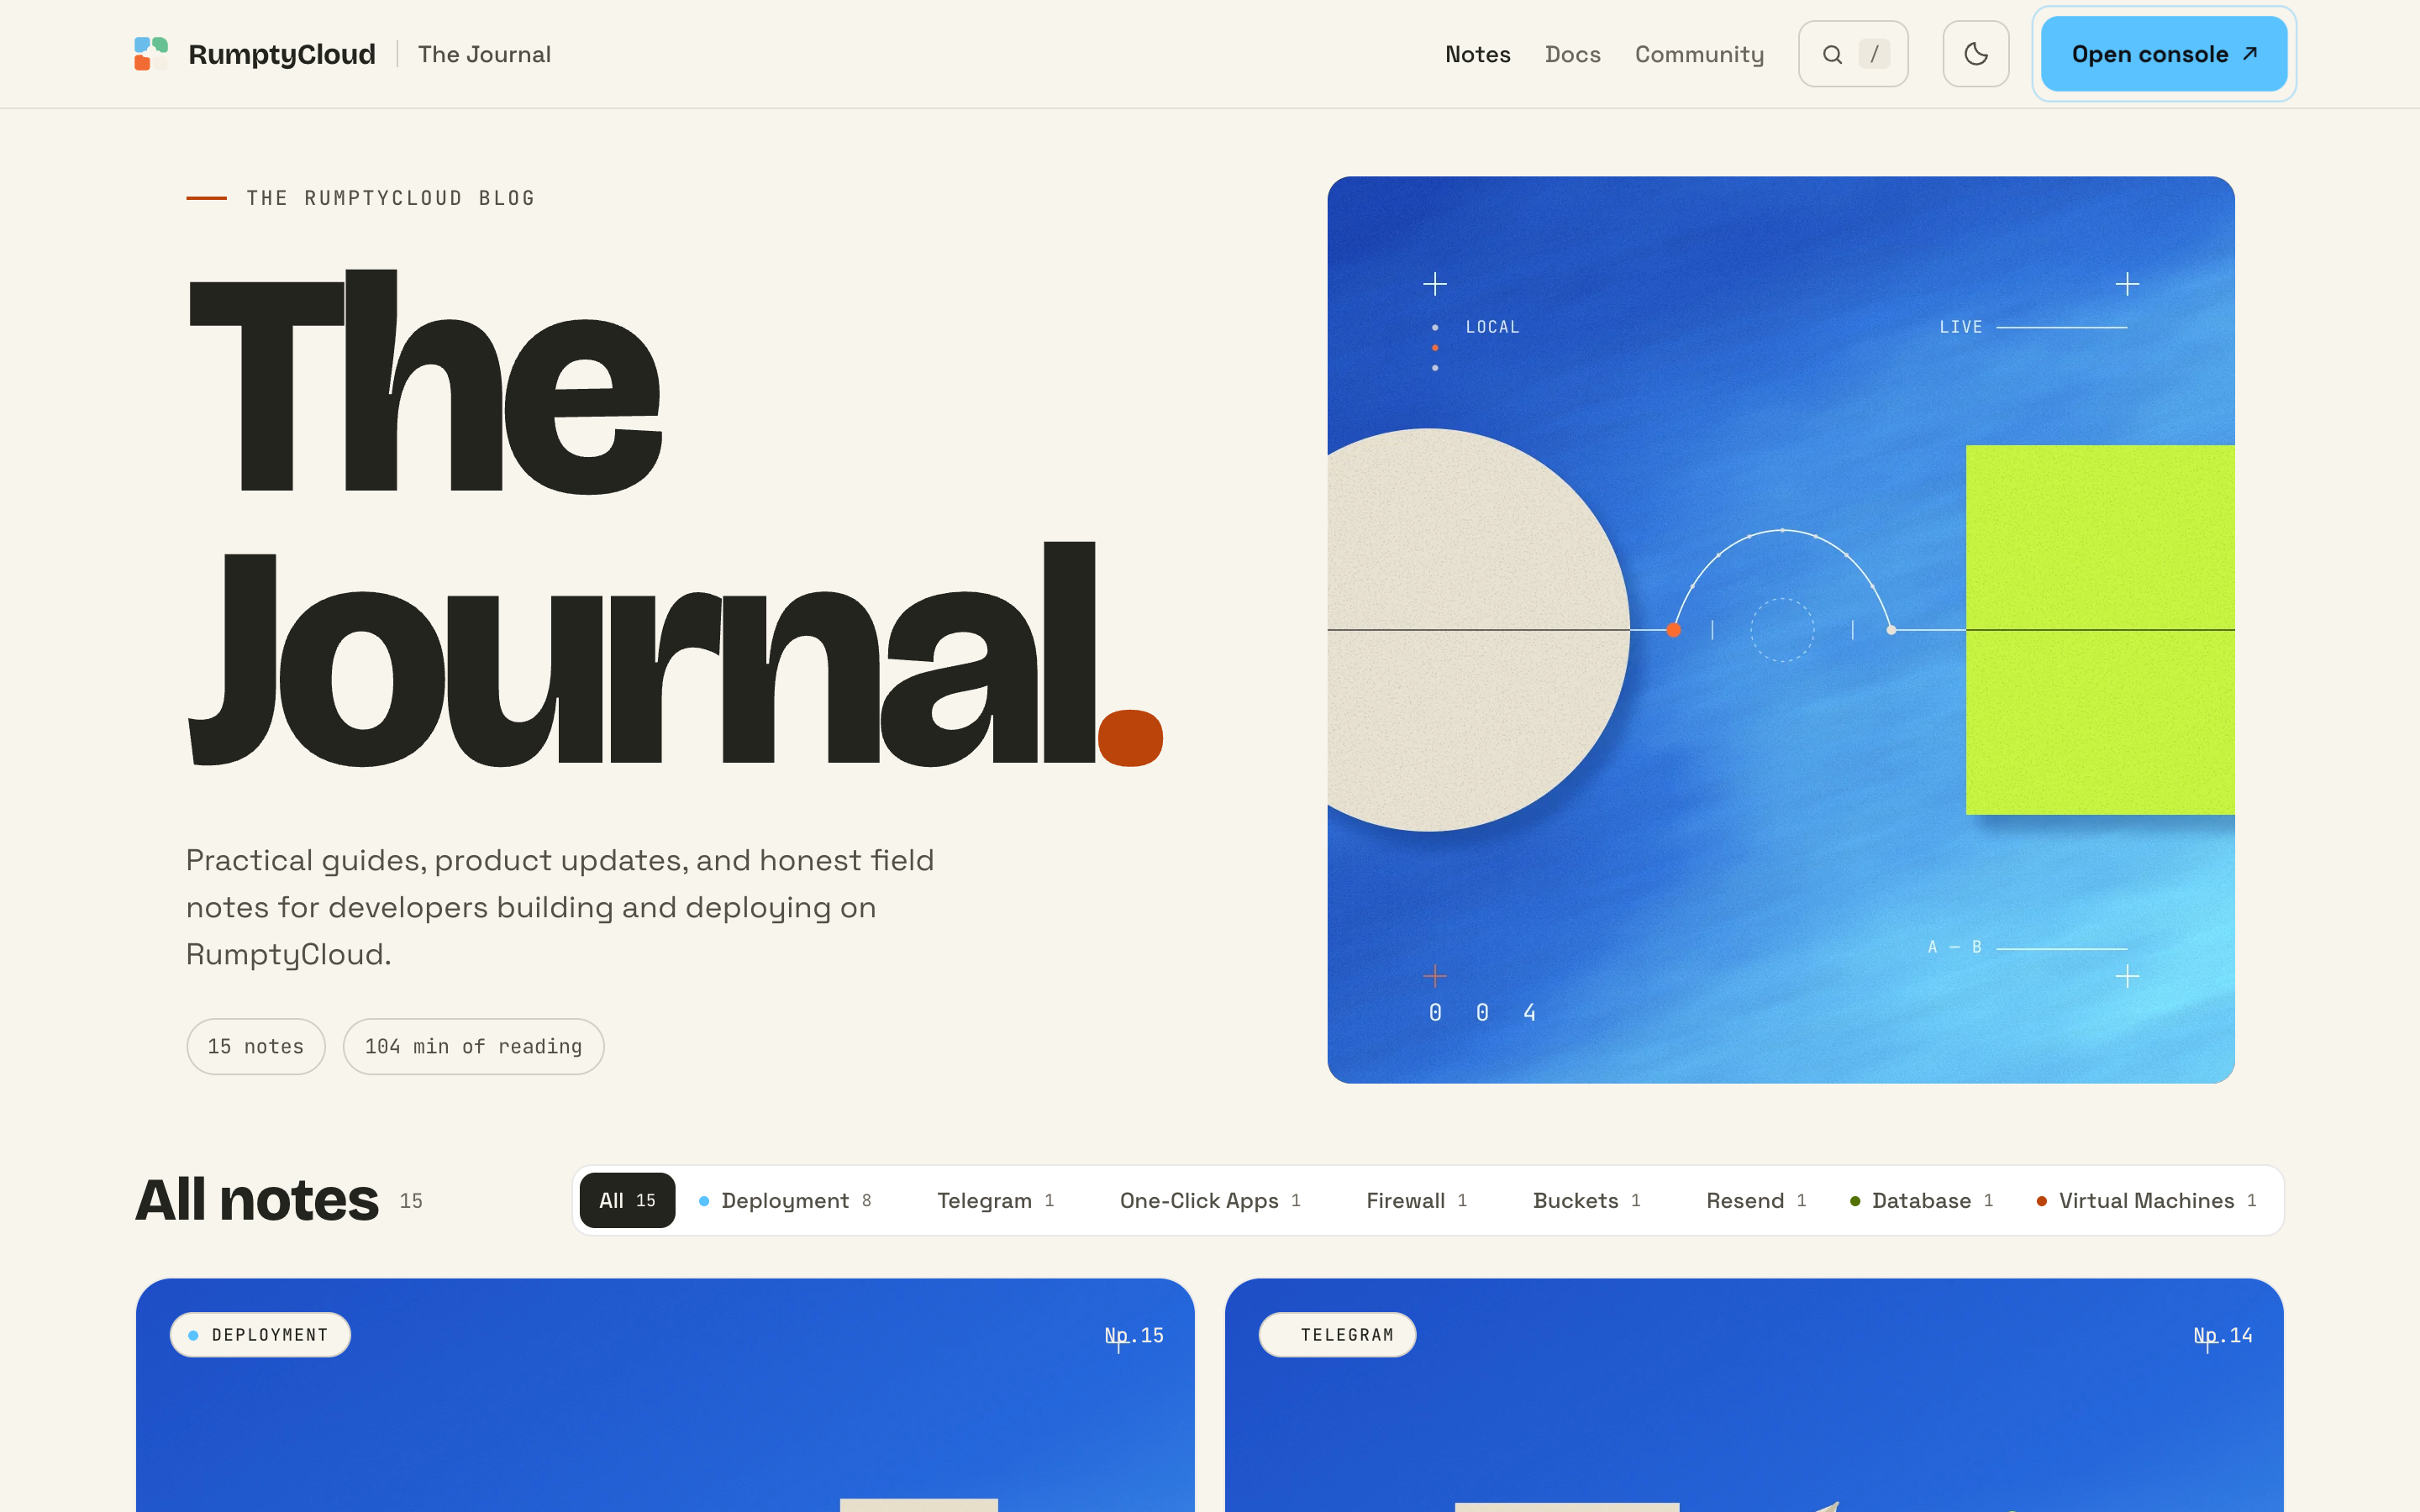 RumptyCloud | The Journal
Notes Docs Community / Open console ↗
THE RUMPTYCLOUD BLOG
The
Journal.
Practical guides, product updates, and honest field
notes for developers building and deploying on
RumptyCloud.
15 notes 104 min of reading
LOCAL LIVE
A — B
0 0 4
All notes 15
All 15 Deployment 8 Telegram 1 One-Click Apps 1 Firewall 1 Buckets 1 Resend 1 Database 1 Virtual Machines 1
DEPLOYMENT No.15
TELEGRAM No.14